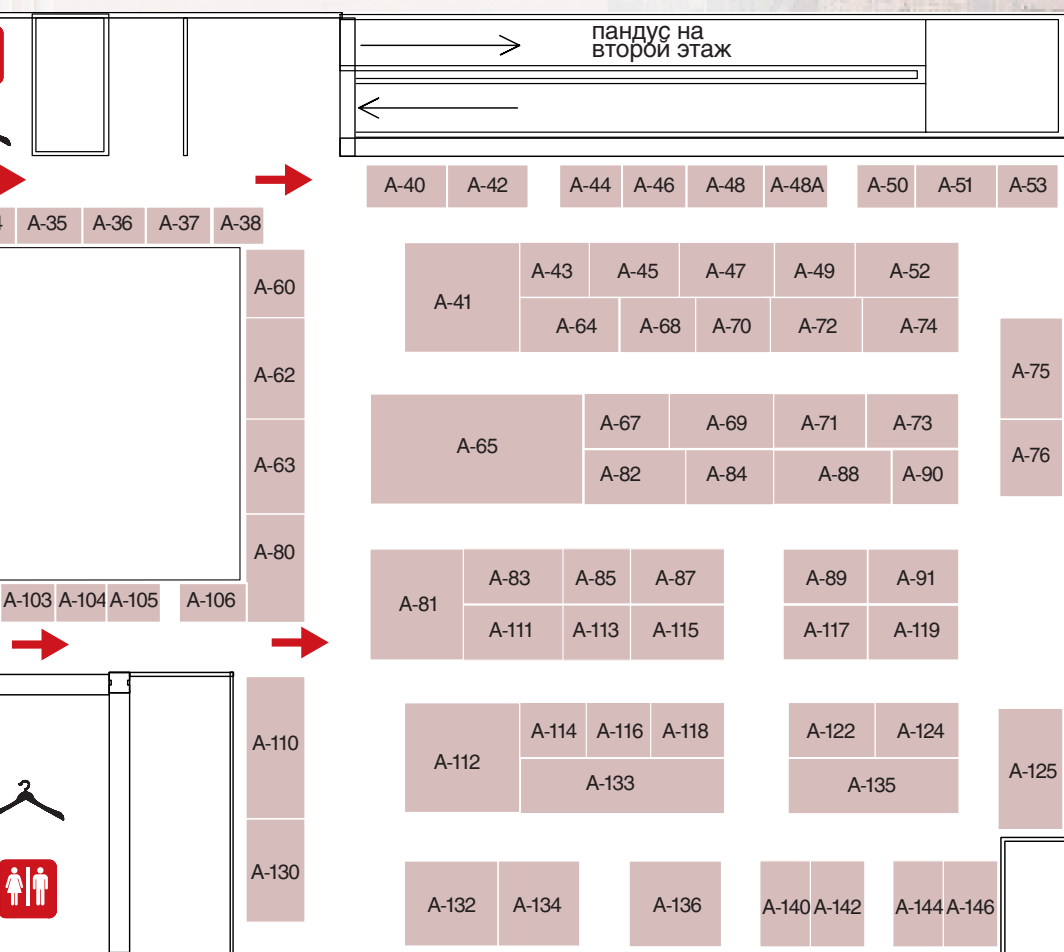 пандус на
второй этаж
A-40 A-42 A-44 A-46 A-48 A-48A A-50 A-51 A-53
A-35 A-36 A-37 A-38
A-60
A-41 A-43 A-45 A-47 A-49 A-52
A-64 A-68 A-70 A-72 A-74
A-62
A-75
A-65 A-67 A-69 A-71 A-73
A-63
A-82 A-84 A-88 A-90
A-76
A-80
A-81 A-83 A-85 A-87 A-89 A-91
A-103 A-104 A-105 A-106
A-111 A-113 A-115 A-117 A-119
A-110
A-112 A-114 A-116 A-118 A-122 A-124
A-133 A-135
A-125
A-130
A-132 A-134 A-136 A-140 A-142 A-144 A-146